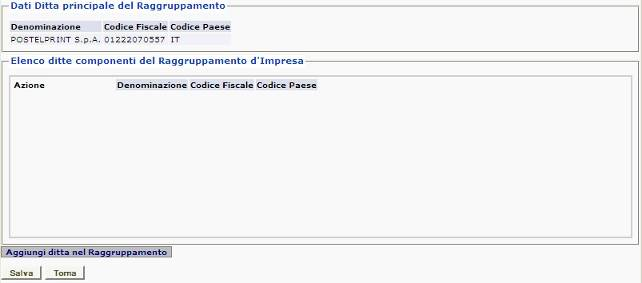 Dati Ditta principale del Raggruppamento
Denominazione Codice Fiscale Codice Paese
POSTELPRINT S.p.A. 01222070557 IT
Elenco ditte componenti del Raggruppamento d'Impresa
Azione Denominazione Codice Fiscale Codice Paese
Aggiungi ditta nel Raggruppamento
Salva Torna